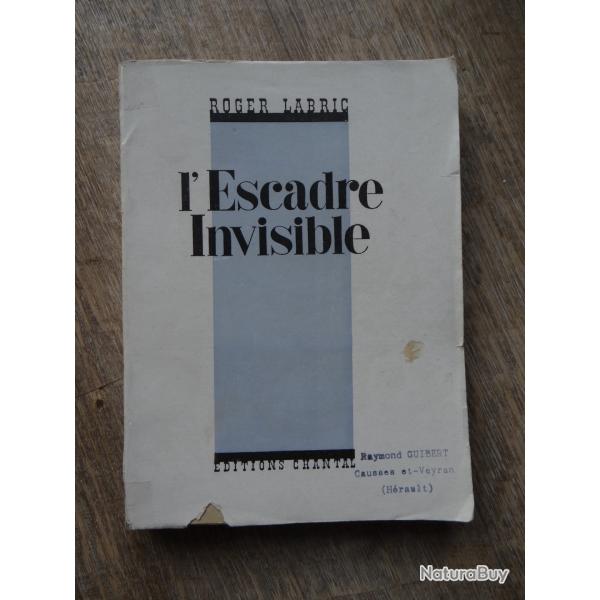 ROGER LABRIC
l'Escadre
Invisible
EDITIONS CHANTAL
Raymond GUIBERT
Causses et-Veyran
(Hérault)
NaturaBuy